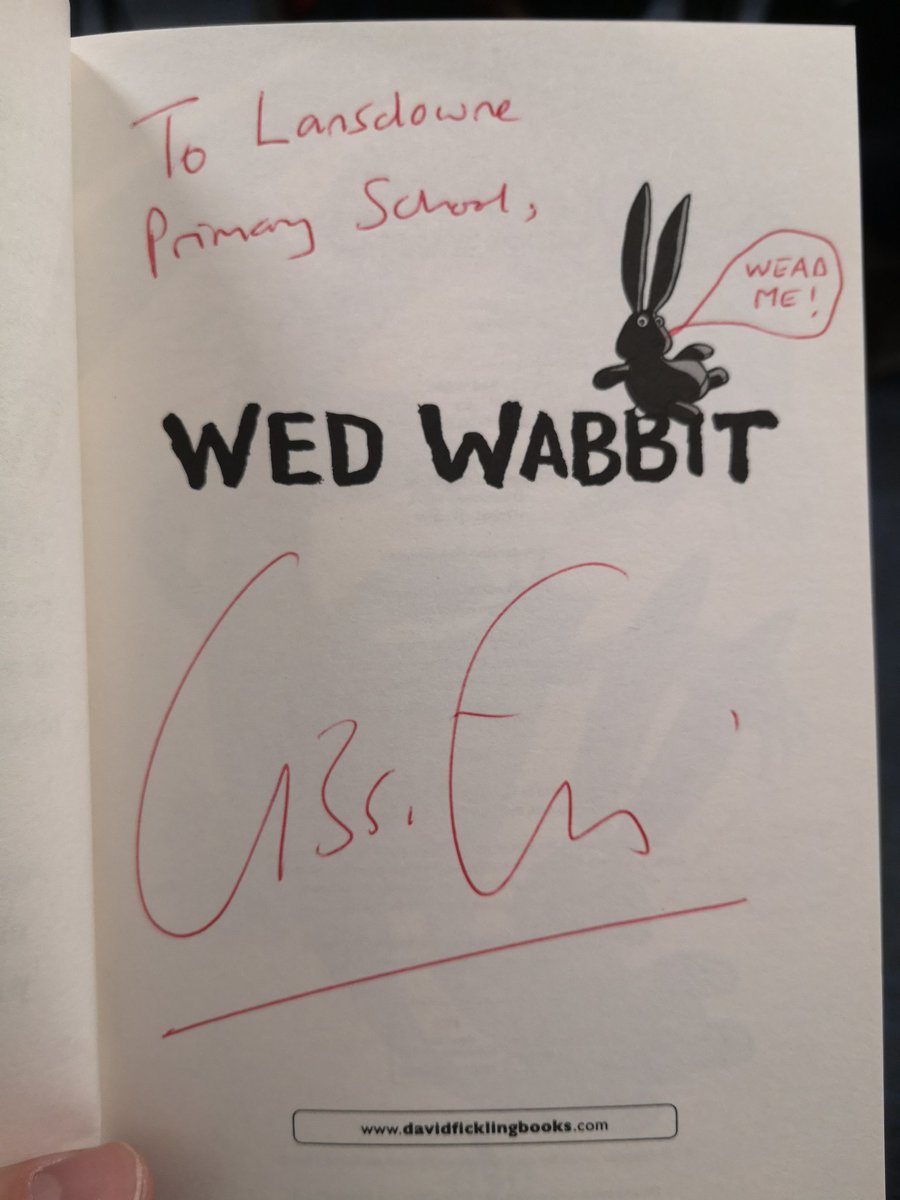 To Lansdowne
Primary School,
WEAD
ME!
WED WABBIT
www.davidficklingbooks.com